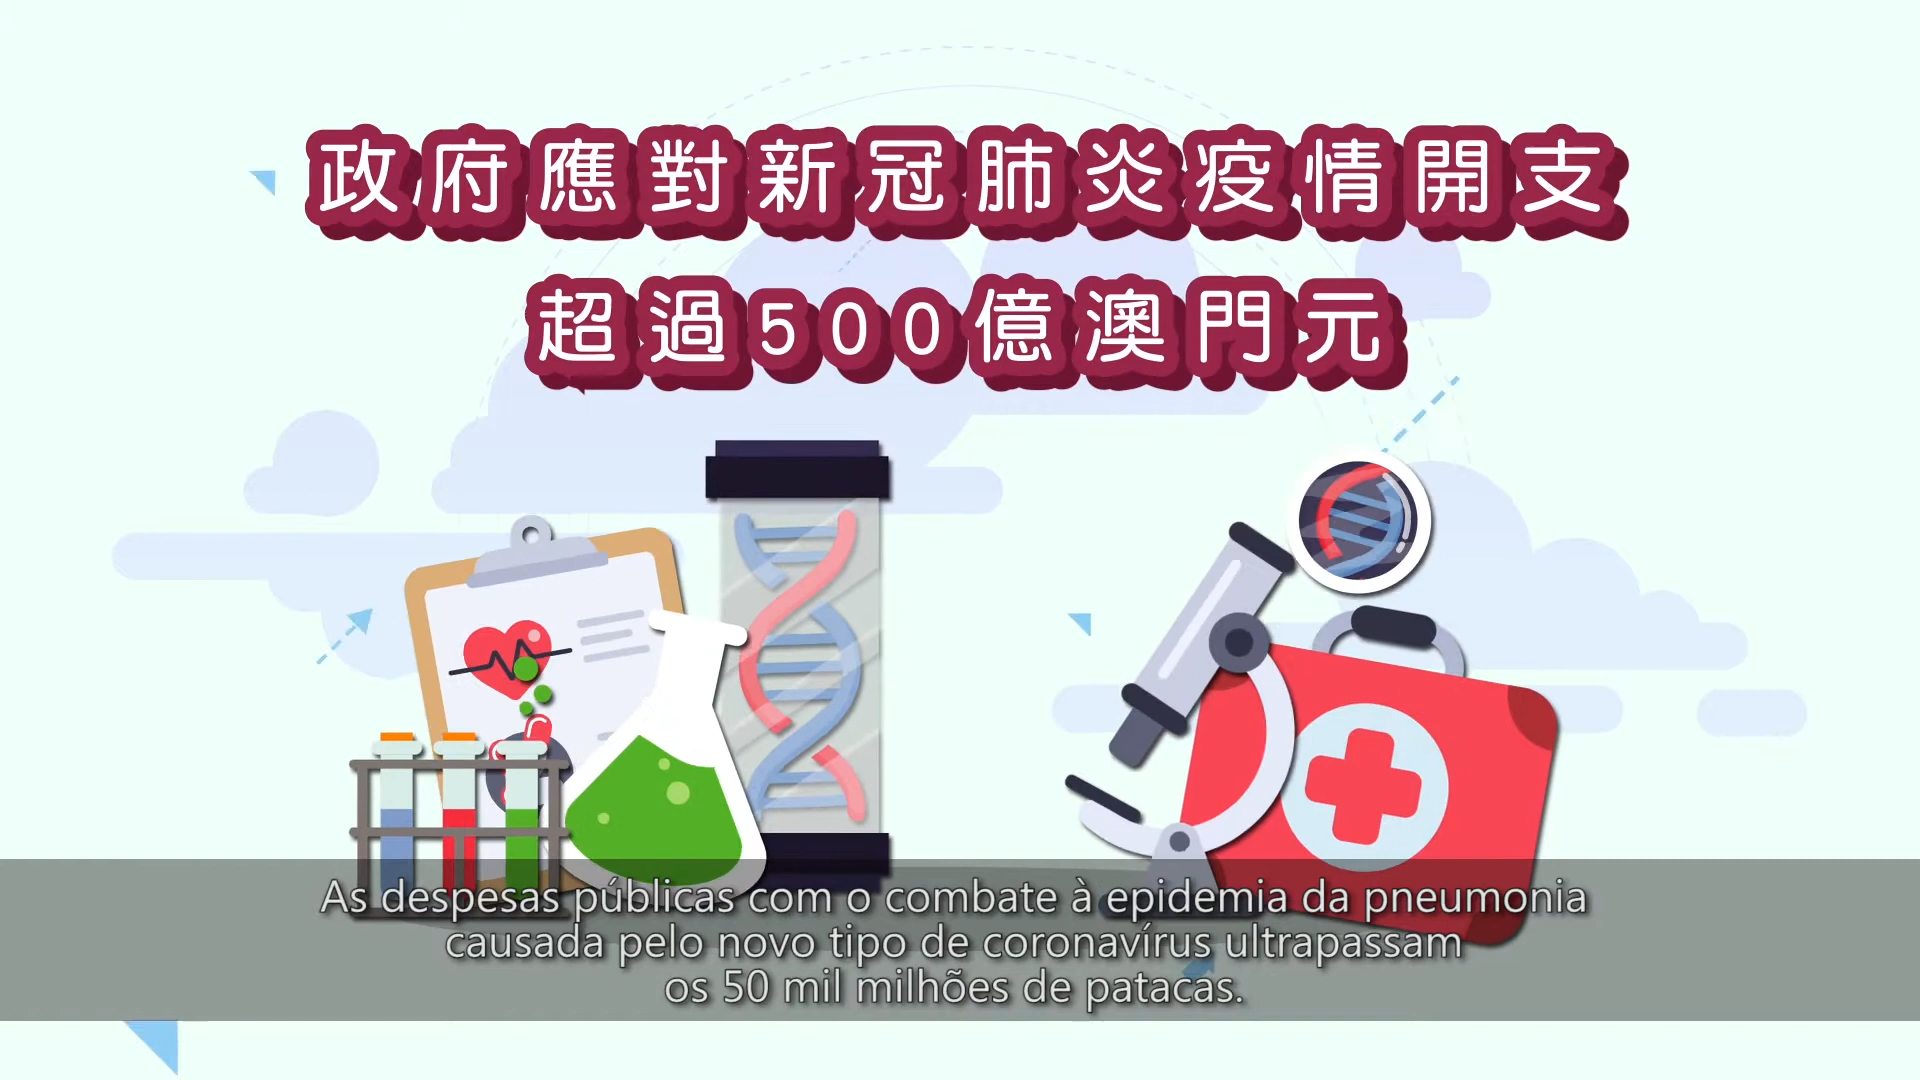 政府應對新冠肺炎疫情開支
超過500億澳門元
As despesas públicas com o combate à epidemia da pneumonia
causada pelo novo tipo de coronavírus ultrapassam
os 50 mil milhões de patacas.